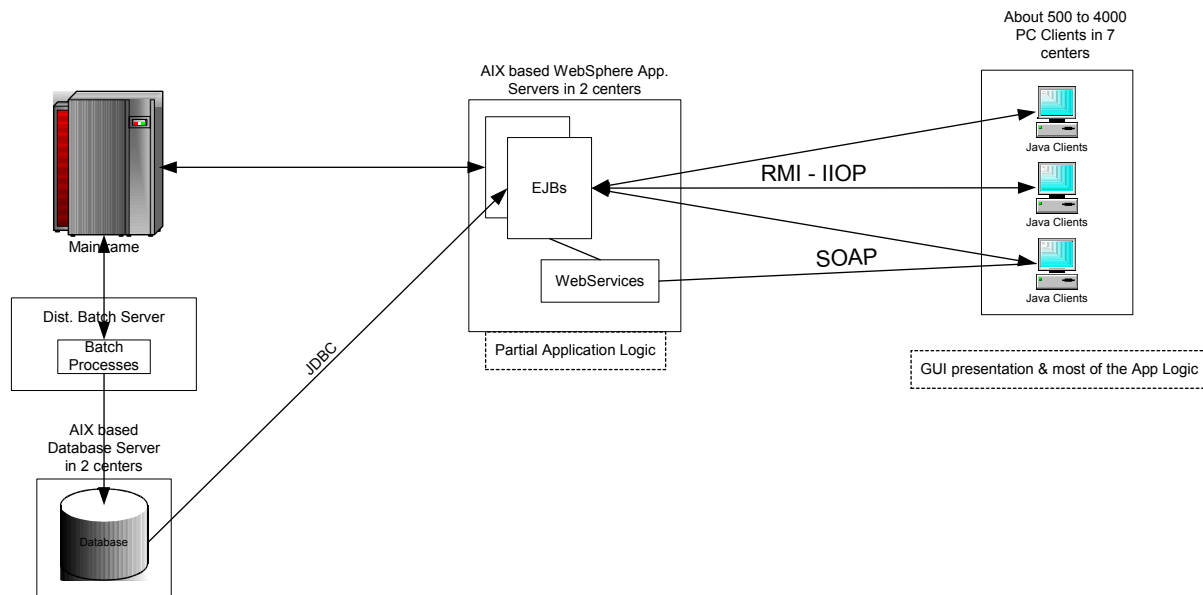 About 500 to 4000
PC Clients in 7
centers
AIX based WebSphere App.
Servers in 2 centers
Java Clients
EJBs
RMI - IIOP
Java Clients
Mainframe
SOAP
WebServices
Java Clients
Dist. Batch Server
Batch
Processes
Partial Application Logic
JDBC
GUI presentation & most of the App Logic
AIX based
Database Server
in 2 centers
Database